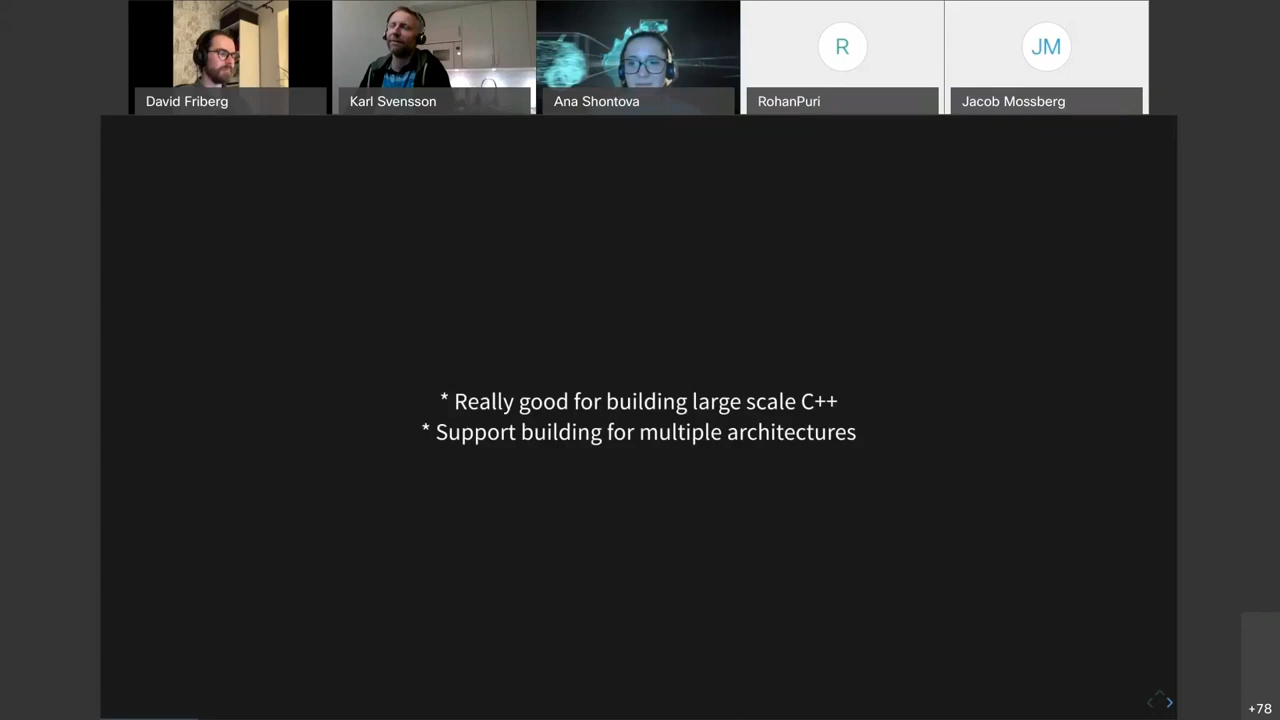 David Friberg
Karl Svensson
Ana Shontova
R
RohanPuri
JM
Jacob Mossberg
* Really good for building large scale C++
* Support building for multiple architectures
+78